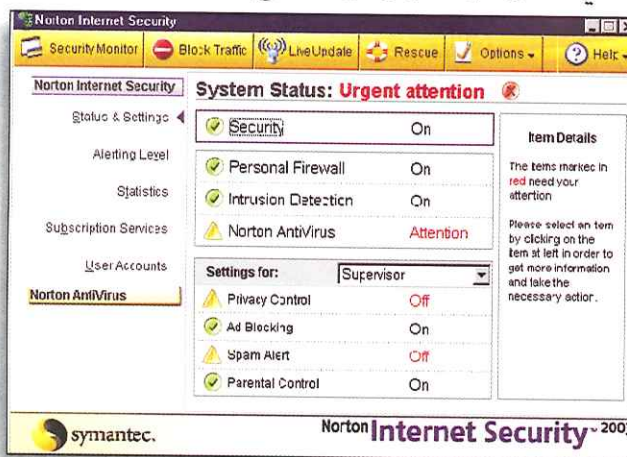 Norton Internet Security
Security Monitor Block Traffic LiveUpdate Rescue Options Help
Norton Internet Security
Status & Settings
Alerting Level
Statistics
Subscription Services
User Accounts
Norton AntiVirus
System Status: Urgent attention
Security On
Personal Firewall On
Intrusion Detection On
Norton AntiVirus Attention
Settings for: Supervisor
Privacy Control Off
Ad Blocking On
Spam Alert Off
Parental Control On
Item Details
The items marked in
red need your
attention
Please select an item
by clicking on the
item at left in order to
get more information
and take the
necessary action.
symantec.
Norton Internet Security